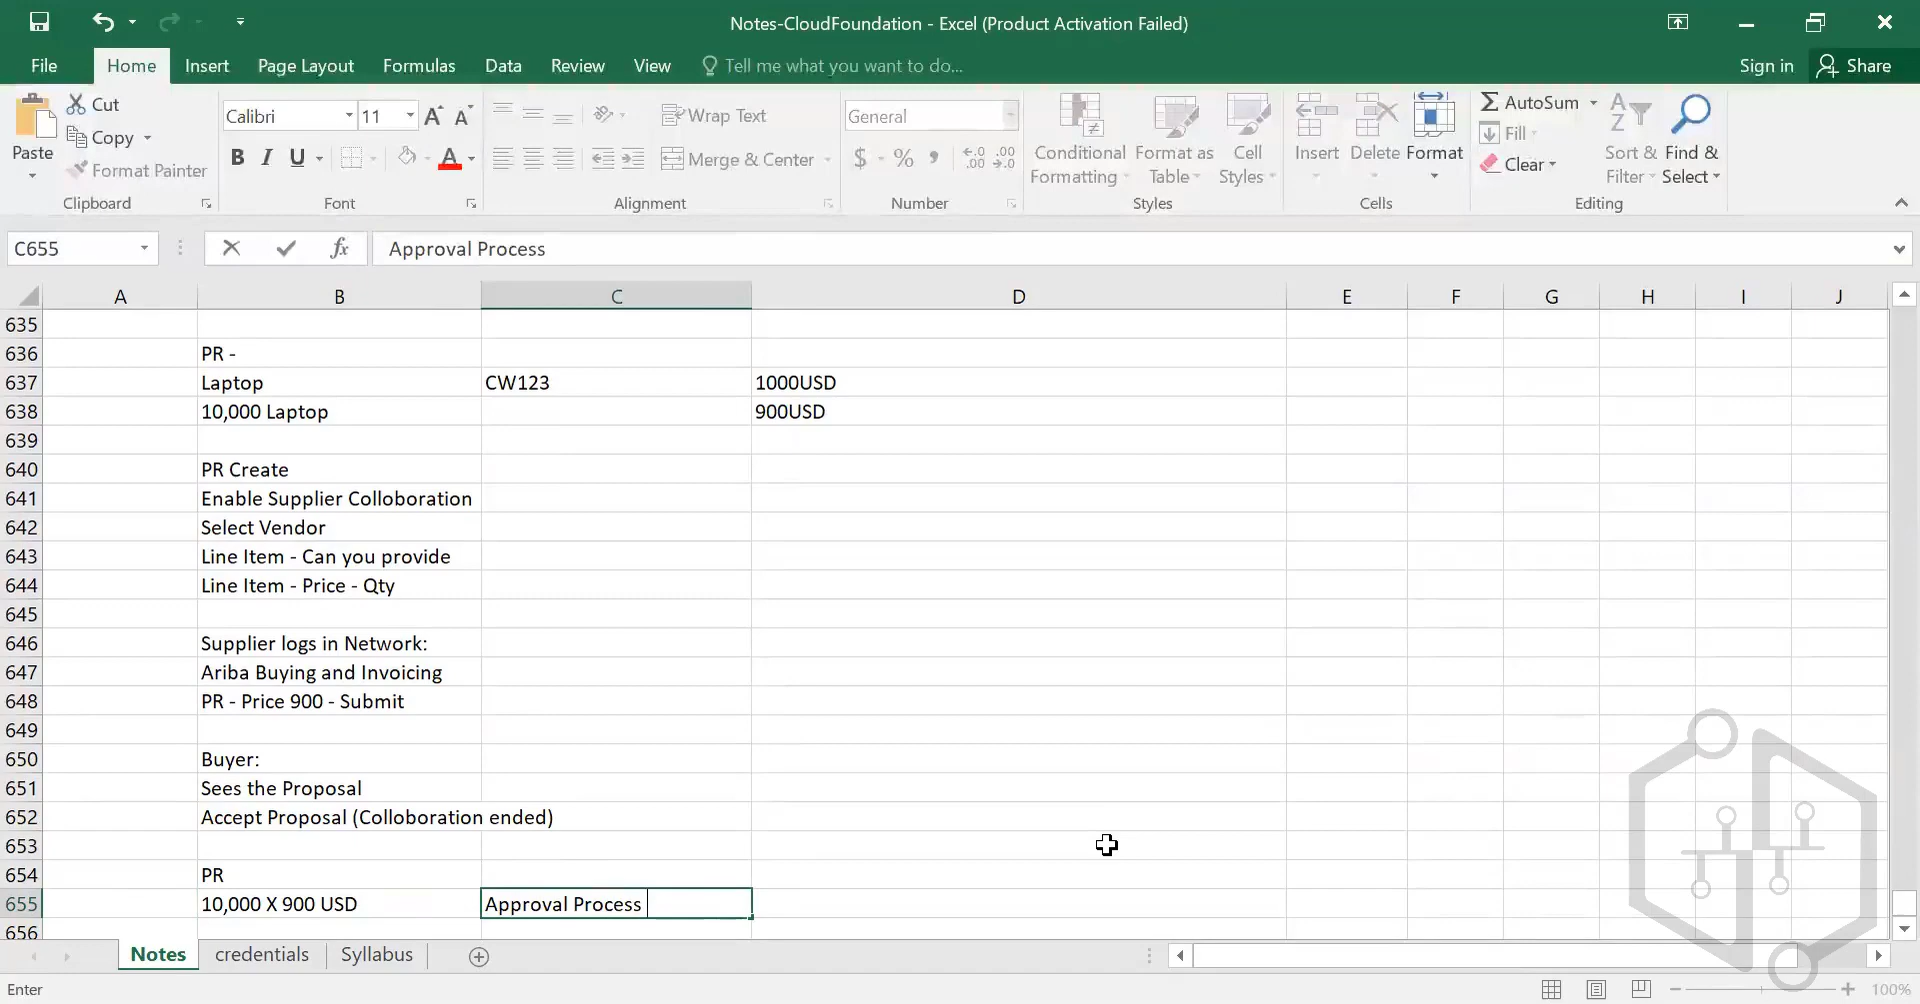 Notes-CloudFoundation - Excel (Product Activation Failed)
File Home Insert Page Layout Formulas Data Review View Tell me what you want to do... Sign in Share
Paste Cut Copy Format Painter Clipboard
Calibri 11 A A B I U A Font
Wrap Text Merge & Center Alignment
General $ % , .00 .00 Number
Conditional Formatting Format as Table Cell Styles Styles
Insert Delete Format Cells
AutoSum Fill Clear Sort & Filter Find & Select Editing
C655 fx Approval Process
A B C D E F G H I J
635
636 PR -
637 Laptop CW123 1000USD
638 10,000 Laptop 900USD
639
640 PR Create
641 Enable Supplier Colloboration
642 Select Vendor
643 Line Item - Can you provide
644 Line Item - Price - Qty
645
646 Supplier logs in Network:
647 Ariba Buying and Invoicing
648 PR - Price 900 - Submit
649
650 Buyer:
651 Sees the Proposal
652 Accept Proposal (Colloboration ended)
653
654 PR
655 10,000 X 900 USD Approval Process
656
Notes credentials Syllabus
Enter 100%